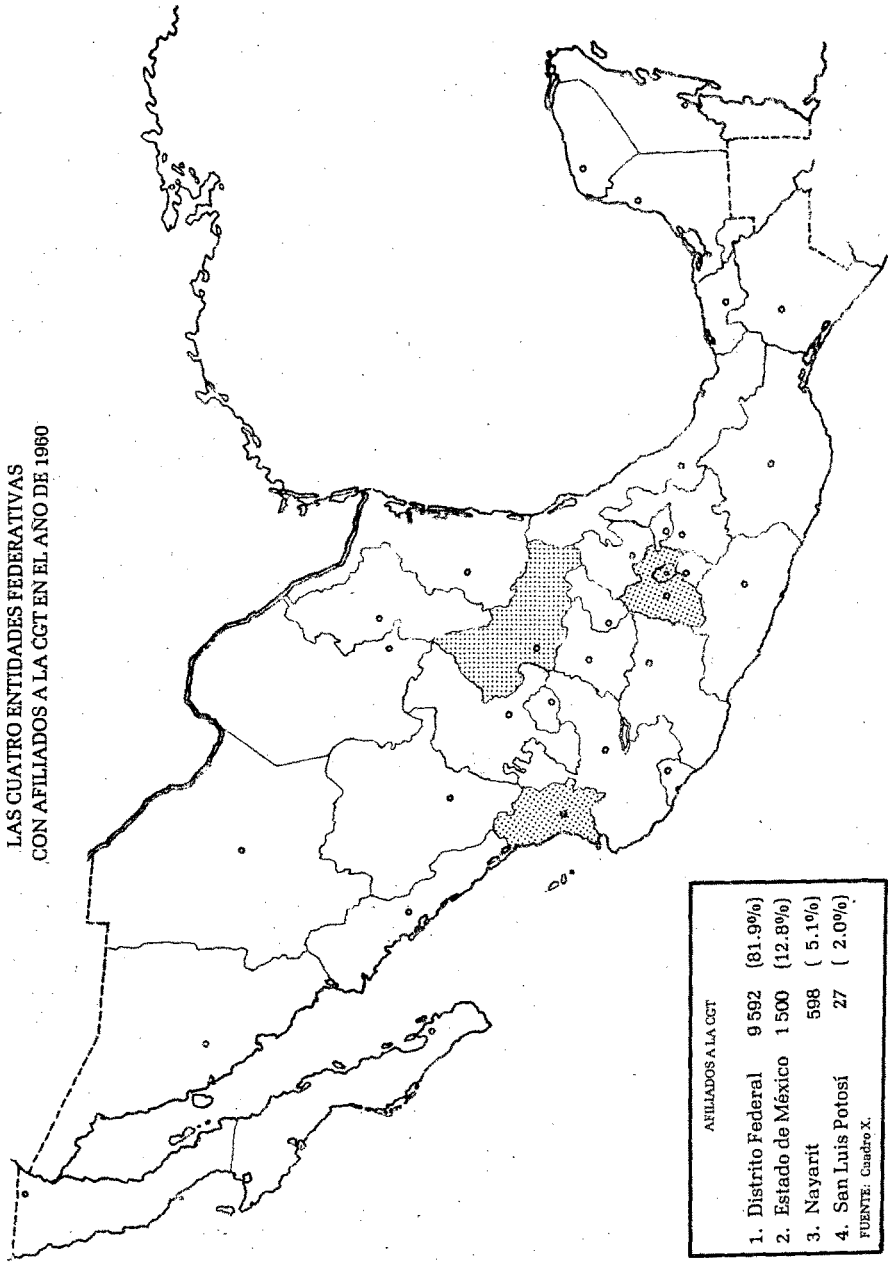 LAS CUATRO ENTIDADES FEDERATIVAS
CON AFILIADOS A LA CGT EN EL AÑO DE 1960
AFILIADOS A LA CGT
1. Distrito Federal 9 592 (81.9%)
2. Estado de México 1 500 (12.8%)
3. Nayarit 598 ( 5.1%)
4. San Luis Potosí 27 ( 2.0%)
FUENTE: Cuadro X.